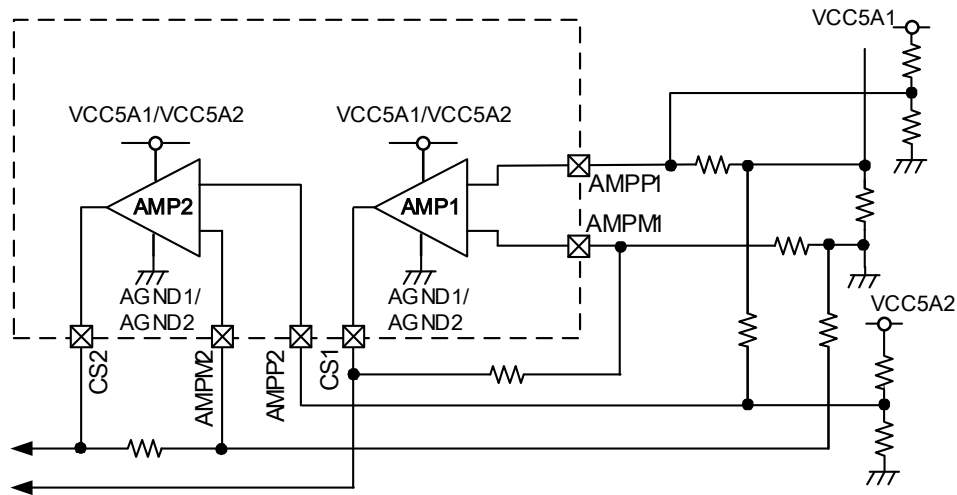 VCC5A1
VCC5A1/VCC5A2
VCC5A1/VCC5A2
AMPP1
AMP2
AMP1
AMPM1
AGND1/
AGND2
AGND1/
AGND2
VCC5A2
CS2
AMPM2
AMPP2
CS1